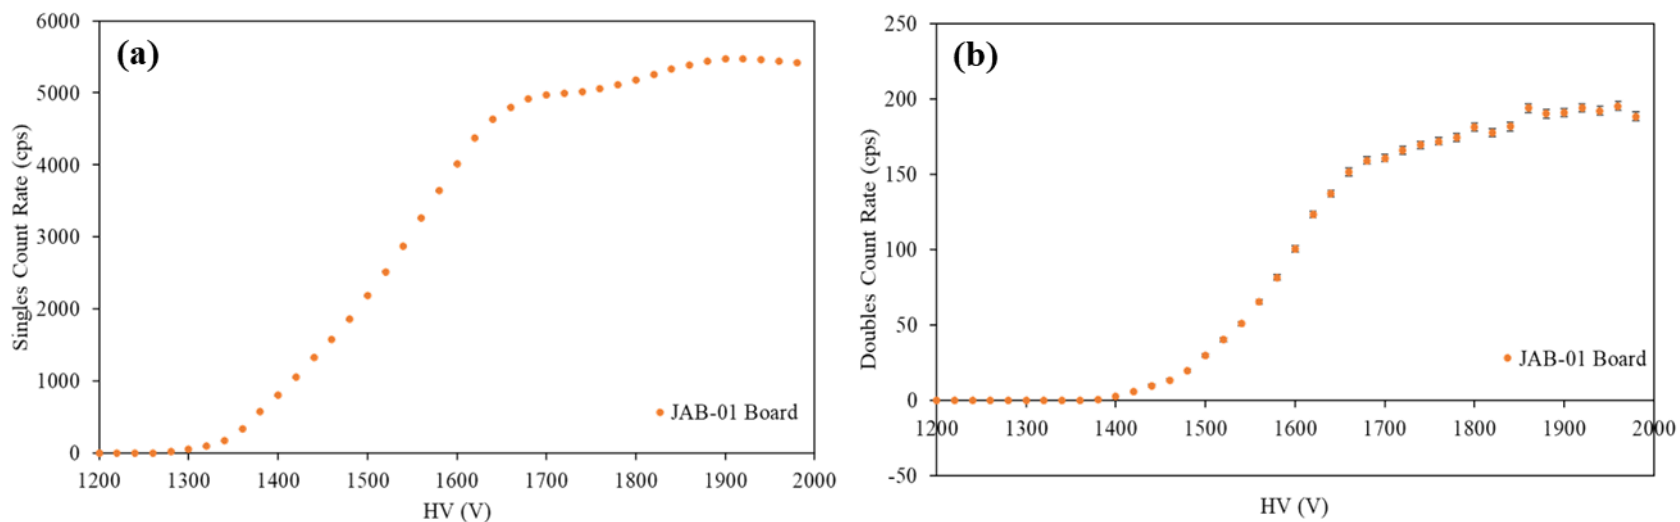 (a)
6000
5000
4000
3000
2000
1000
0
Singles Count Rate (cps)
JAB-01 Board
1200 1300 1400 1500 1600 1700 1800 1900 2000
HV (V)
(b)
250
200
150
100
50
0
-50
Doubles Count Rate (cps)
JAB-01 Board
1200 1300 1400 1500 1600 1700 1800 1900 2000
HV (V)